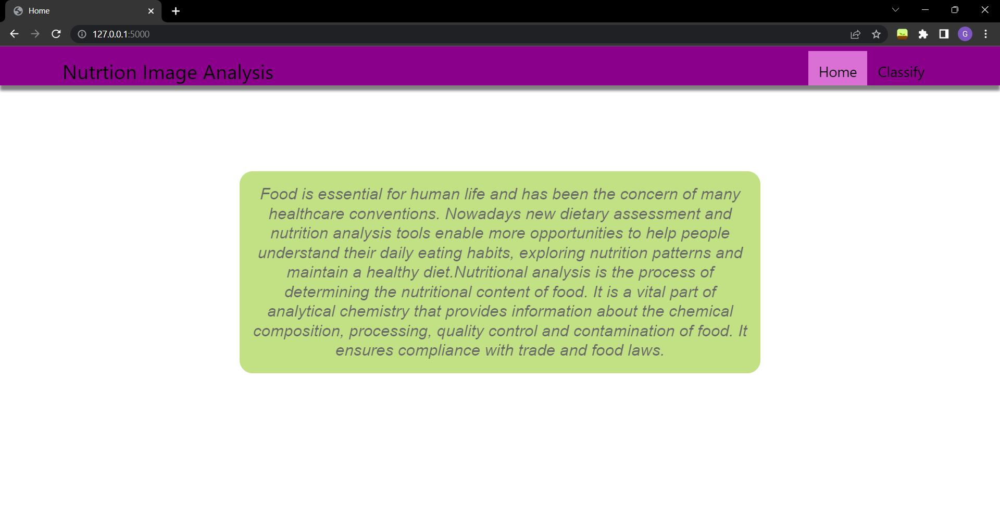 Home
127.0.0.1:5000
G
Nutrtion Image Analysis
Home
Classify
Food is essential for human life and has been the concern of many
healthcare conventions. Nowadays new dietary assessment and
nutrition analysis tools enable more opportunities to help people
understand their daily eating habits, exploring nutrition patterns and
maintain a healthy diet.Nutritional analysis is the process of
determining the nutritional content of food. It is a vital part of
analytical chemistry that provides information about the chemical
composition, processing, quality control and contamination of food. It
ensures compliance with trade and food laws.